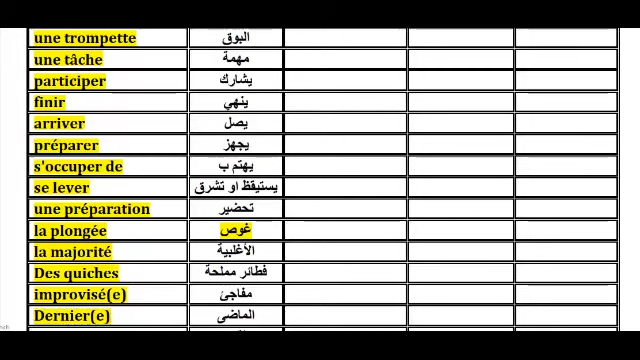 une trompette البوق
une tâche مهمة
participer يشارك
finir ينهي
arriver يصل
préparer يجهز
s'occuper de يهتم ب
se lever يستيقظ او تشرق
une préparation تحضير
la plongée غوص
la majorité الأغلبية
Des quiches فطائر مملحة
improvisé(e) مفاجئ
Dernier(e) الماضى